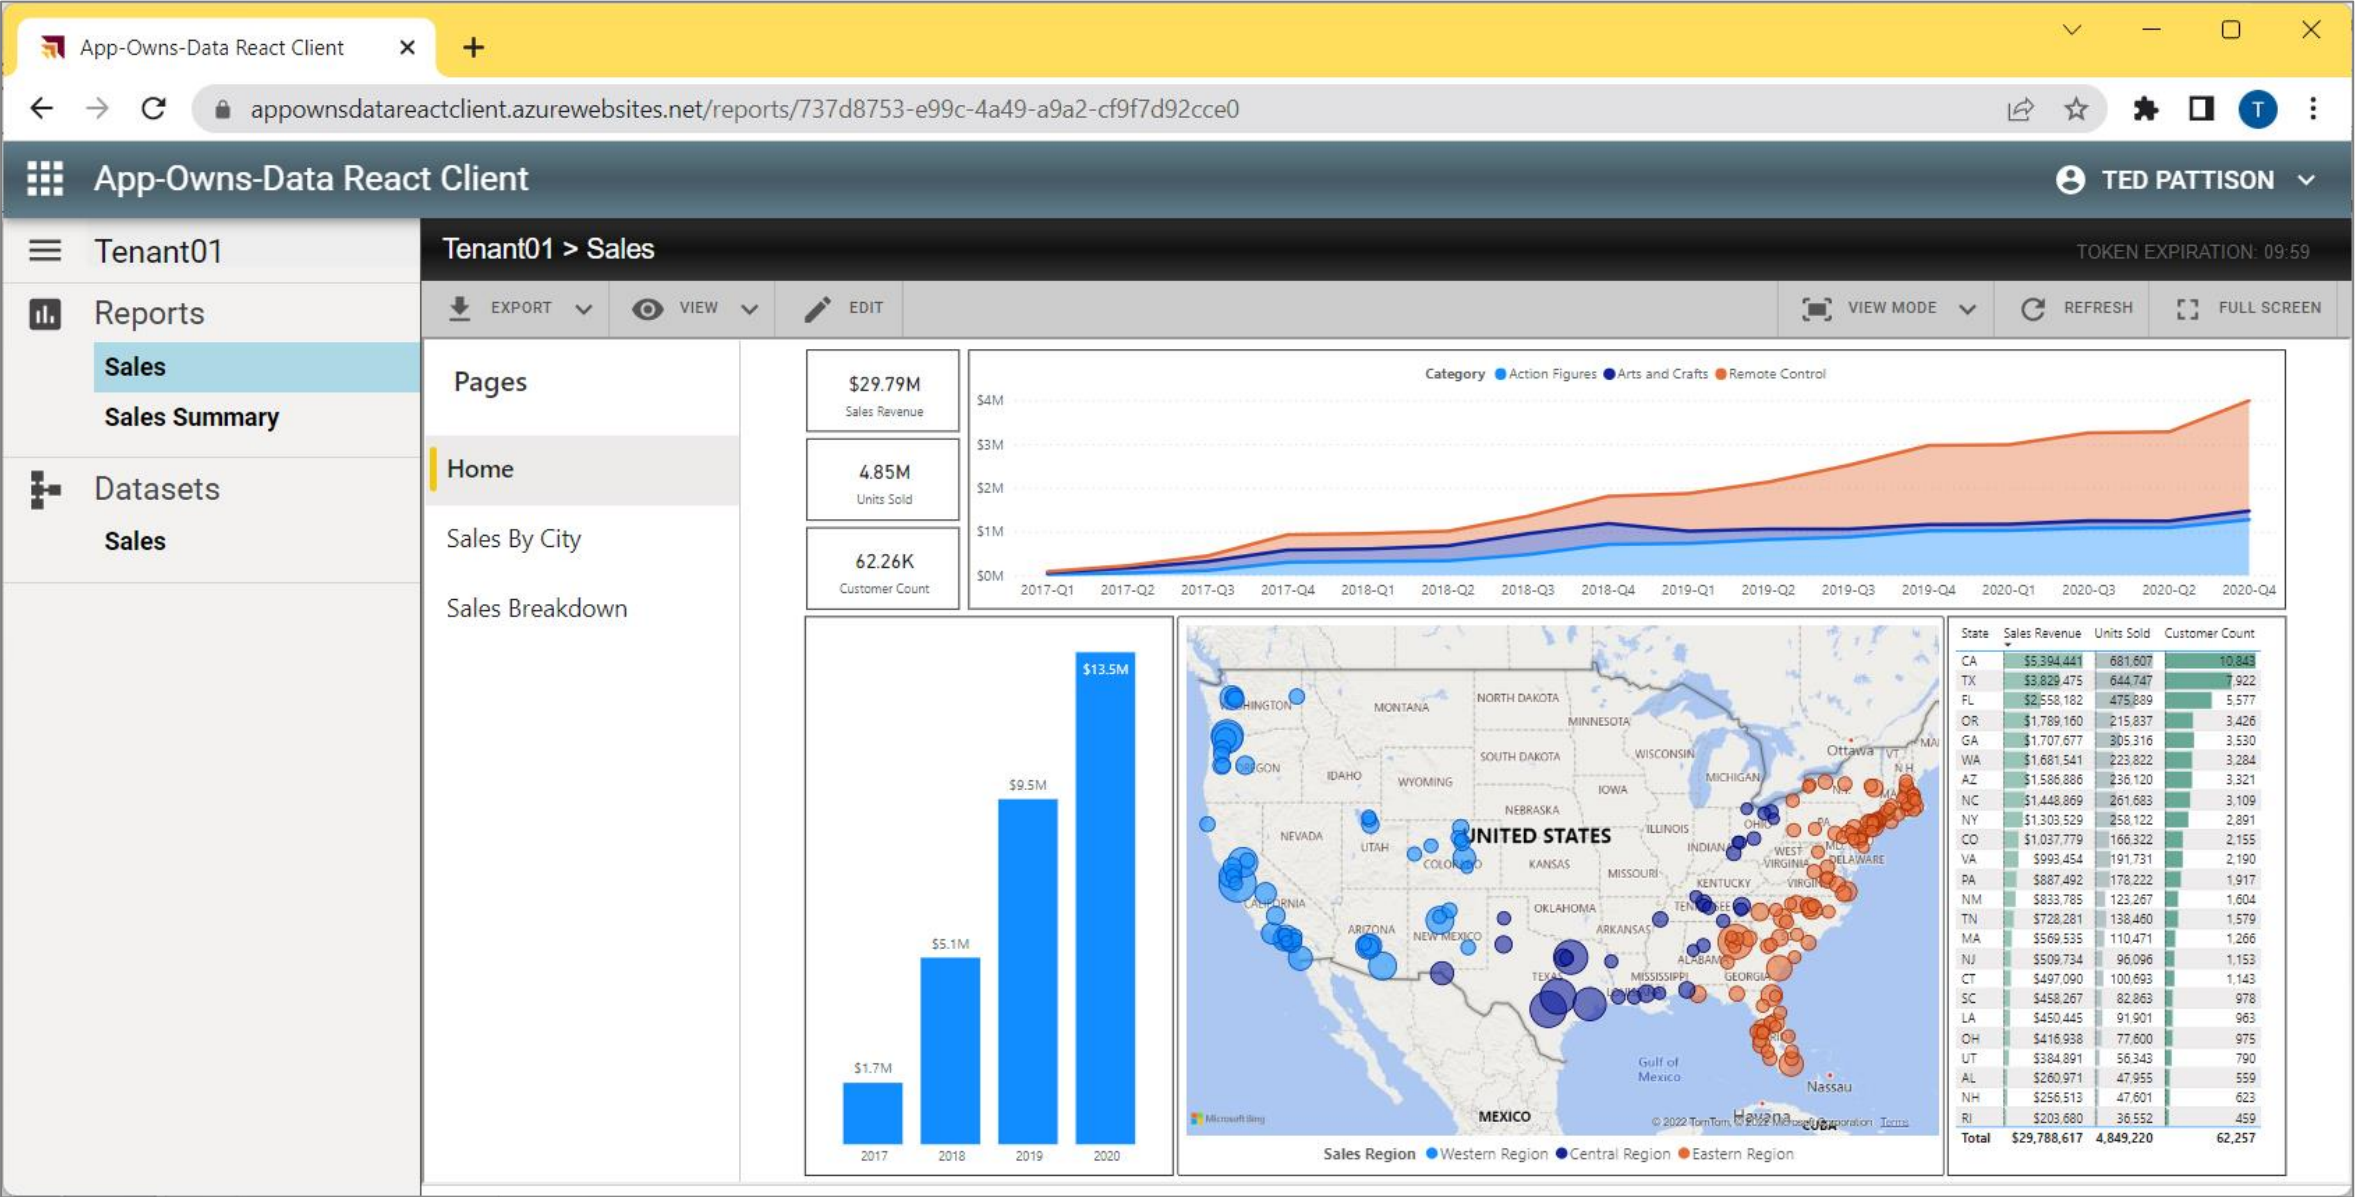 App-Owns-Data React Client
appownsdatareactclient.azurewebsites.net/reports/737d8753-e99c-4a49-a9a2-cf9f7d92cce0
T
App-Owns-Data React Client
TED PATTISON
Tenant01
Tenant01 > Sales
TOKEN EXPIRATION: 09:59
EXPORT VIEW EDIT VIEW MODE REFRESH FULL SCREEN
Reports
Sales
Sales Summary
Datasets
Sales
Pages
Home
Sales By City
Sales Breakdown
$29.79M
Sales Revenue
4.85M
Units Sold
62.26K
Customer Count
Category Action Figures Arts and Crafts Remote Control
$4M
$3M
$2M
$1M
$0M
2017-Q1 2017-Q2 2017-Q3 2017-Q4 2018-Q1 2018-Q2 2018-Q3 2018-Q4 2019-Q1 2019-Q2 2019-Q3 2019-Q4 2020-Q1 2020-Q3 2020-Q2 2020-Q4
$13.5M
$9.5M
$5.1M
$1.7M
2017 2018 2019 2020
NORTH DAKOTA
MONTANA
MINNESOTA
SOUTH DAKOTA
WISCONSIN
Ottawa
VT
NH
IDAHO
WYOMING
MICHIGAN
IOWA
NEBRASKA
NEVADA
UNITED STATES
ILLINOIS
UTAH
KANSAS
WEST
VIRGINIA
DELAWARE
MISSOURI
KENTUCKY
OKLAHOMA
ARIZONA
NEW MEXICO
ARKANSAS
TEXAS
MISSISSIPPI
GEORGIA
Gulf of
Mexico
Nassau
MEXICO
Havana
CUBA
Microsoft Bing
© 2022 TomTom, © 2022 Microsoft Corporation Terms
Sales Region Western Region Central Region Eastern Region
State Sales Revenue Units Sold Customer Count
CA $5,394,441 681,607 10,843
TX $3,829,475 644,747 7,922
FL $2,558,182 475,889 5,577
OR $1,789,160 215,837 3,426
GA $1,707,677 305,316 3,530
WA $1,681,541 223,822 3,284
AZ $1,586,886 236,120 3,321
NC $1,448,869 261,683 3,109
NY $1,303,529 258,122 2,891
CO $1,037,779 166,322 2,155
VA $993,454 191,731 2,190
PA $887,492 178,222 1,917
NM $833,785 123,267 1,604
TN $728,281 138,460 1,579
MA $569,535 110,471 1,266
NJ $509,734 96,096 1,153
CT $497,090 100,693 1,143
SC $458,267 82,863 978
LA $450,445 91,901 963
OH $416,938 77,600 975
UT $384,891 56,343 790
AL $260,971 47,955 559
NH $256,513 47,601 623
RI $203,680 36,552 459
Total $29,788,617 4,849,220 62,257